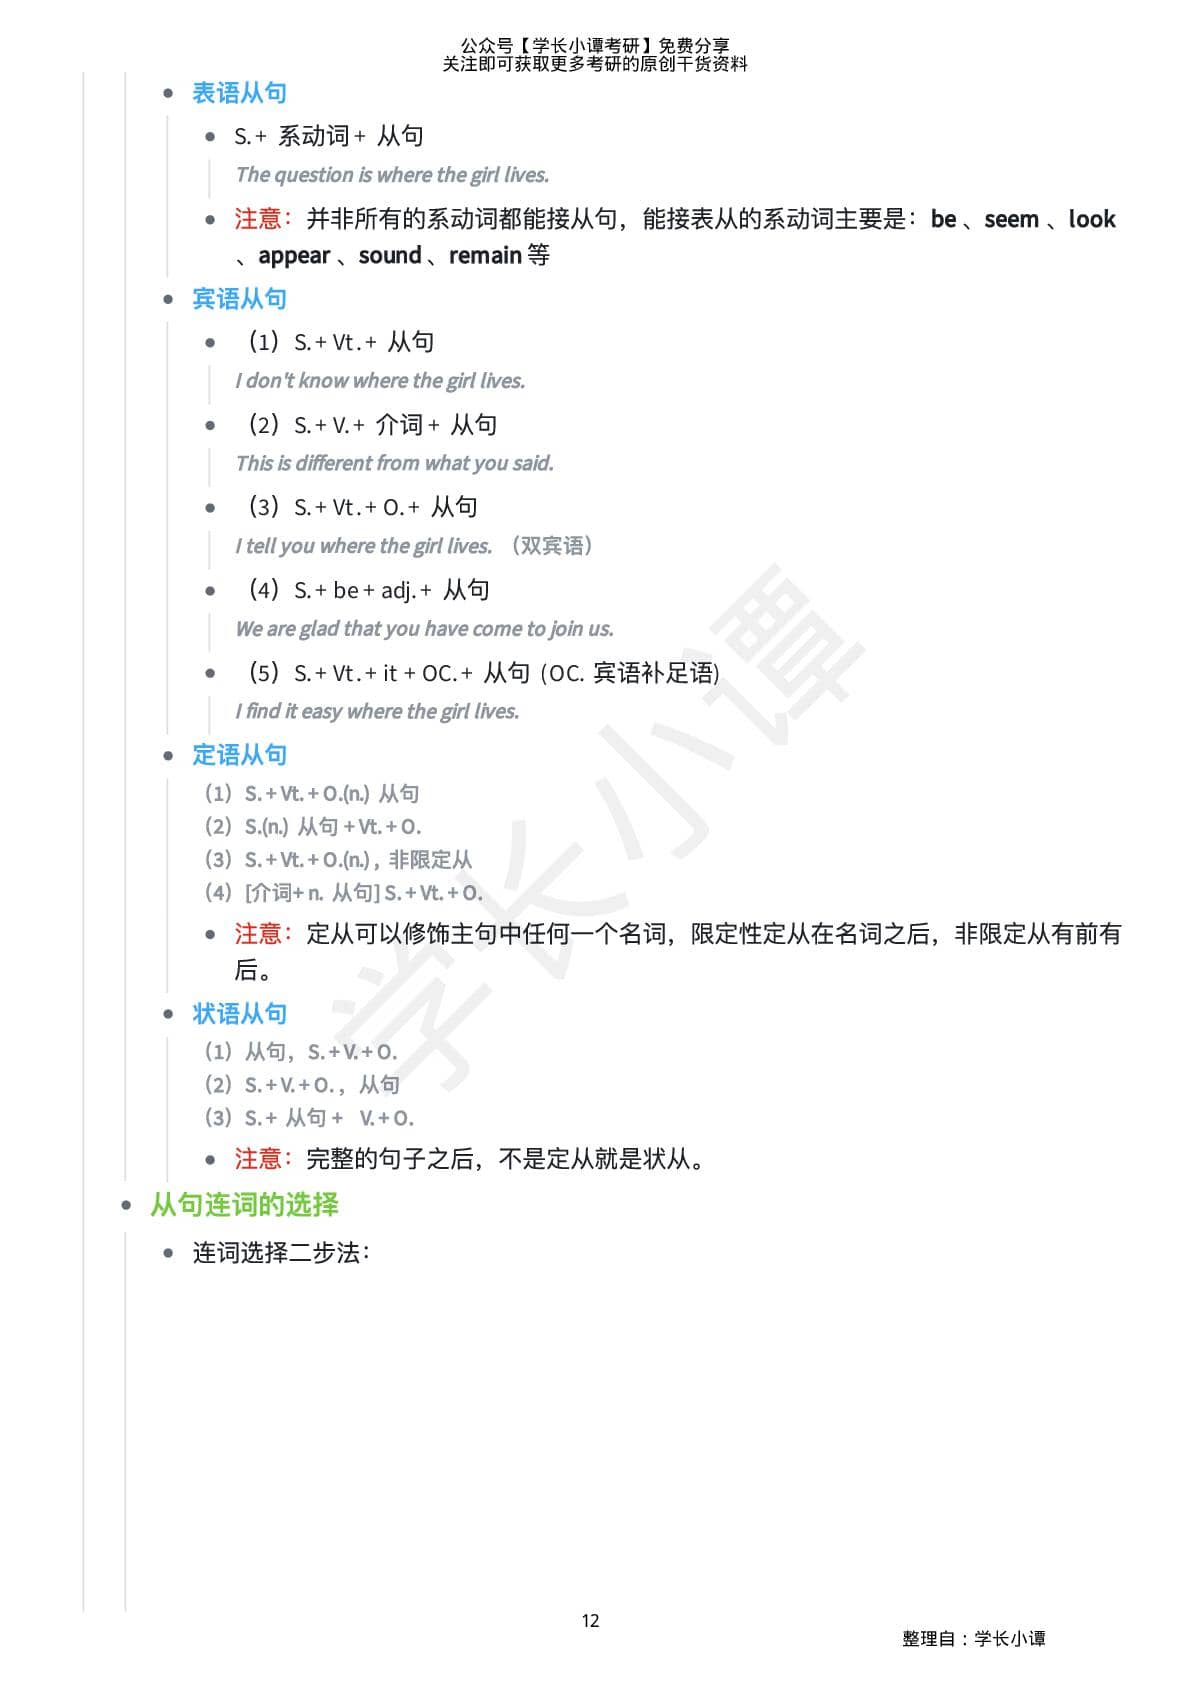 公众号【学长小谭考研】免费分享
关注即可获取更多考研的原创干货资料
表语从句
S. + 系动词 + 从句
The question is where the girl lives.
注意：并非所有的系动词都能接从句，能接表从的系动词主要是：be 、seem 、look
、appear 、sound 、remain 等
宾语从句
（1）S. + Vt. + 从句
I don't know where the girl lives.
（2）S. + V. + 介词 + 从句
This is different from what you said.
（3）S. + Vt. + O. + 从句
I tell you where the girl lives. （双宾语）
（4）S. + be + adj. + 从句
We are glad that you have come to join us.
（5）S. + Vt. + it + OC. + 从句 (OC. 宾语补足语)
I find it easy where the girl lives.
定语从句
（1）S. + Vt. + O.(n.) 从句
（2）S.(n.) 从句 + Vt. + O.
（3）S. + Vt. + O.(n.) , 非限定从
（4）[介词+ n. 从句] S. + Vt. + O.
注意：定从可以修饰主句中任何一个名词，限定性定从在名词之后，非限定从有前有
后。
状语从句
（1）从句，S. + V. + O.
（2）S. + V. + O. , 从句
（3）S. + 从句 + V. + O.
注意：完整的句子之后，不是定从就是状从。
从句连词的选择
连词选择二步法：
学长小谭
12
整理自：学长小谭